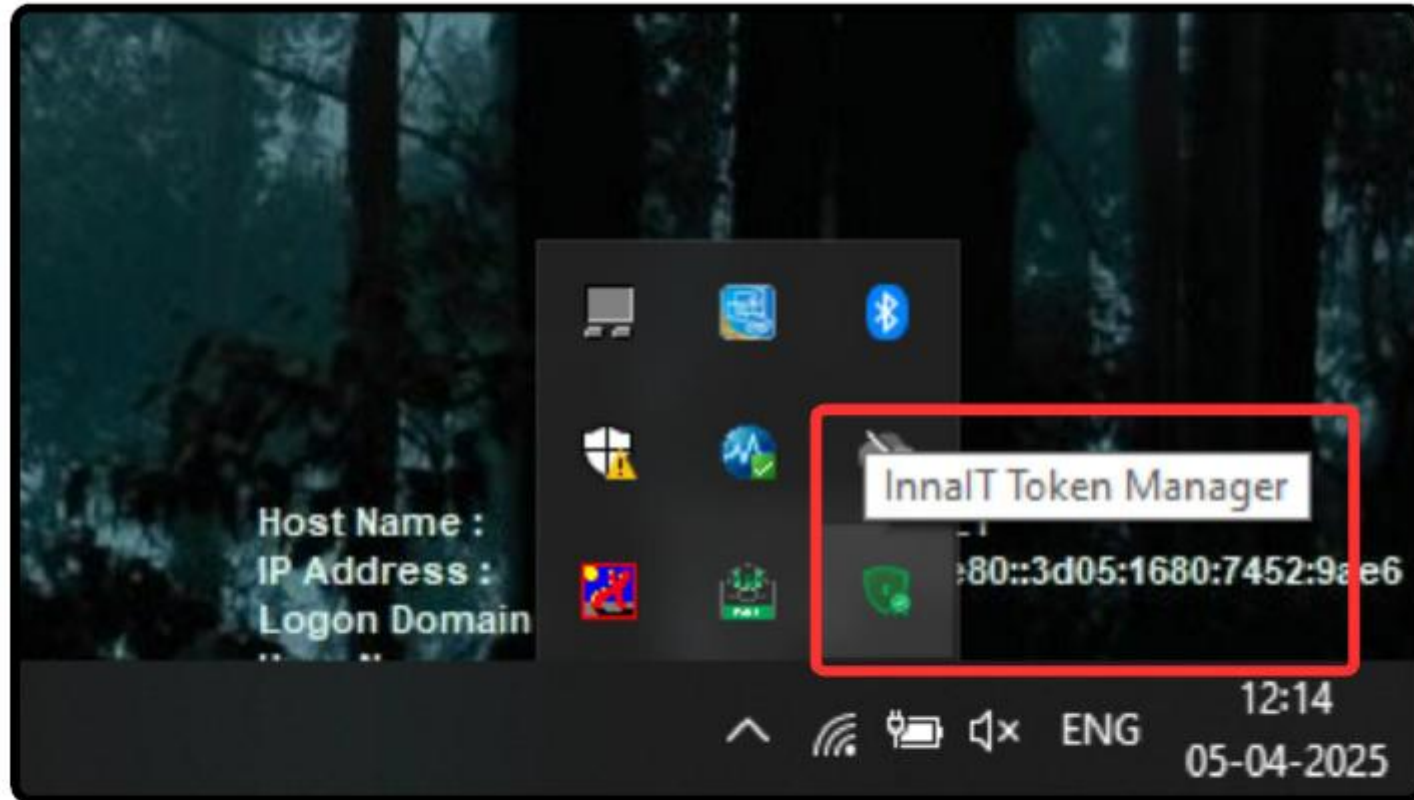 InnaIT Token Manager
Host Name :
IP Address : :80::3d05:1680:7452:9ae6
Logon Domain
ENG
12:14
05-04-2025